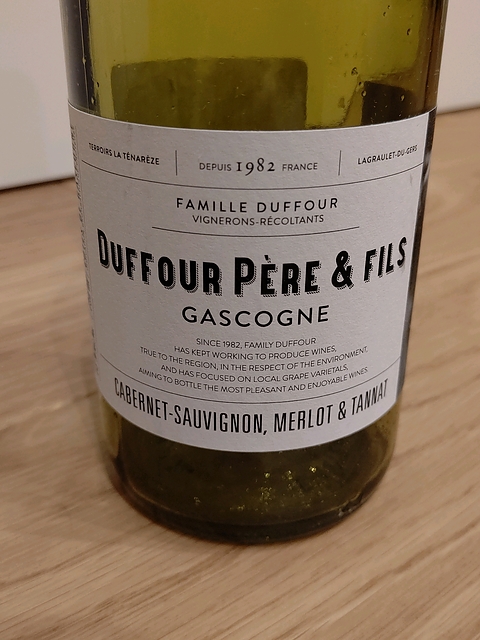 TERROIRS LA TÉNARÈZE
DEPUIS 1982 FRANCE
LAGRAULET-DU-GERS
FAMILLE DUFFOUR
VIGNERONS-RÉCOLTANTS
DUFFOUR PÈRE & FILS
GASCOGNE
SINCE 1982, FAMILY DUFFOUR
HAS KEPT WORKING TO PRODUCE WINES,
TRUE TO THE REGION, IN THE RESPECT OF THE ENVIRONMENT,
AND HAS FOCUSED ON LOCAL GRAPE VARIETALS,
AIMING TO BOTTLE THE MOST PLEASANT AND ENJOYABLE WINES.
CABERNET-SAUVIGNON, MERLOT & TANNAT